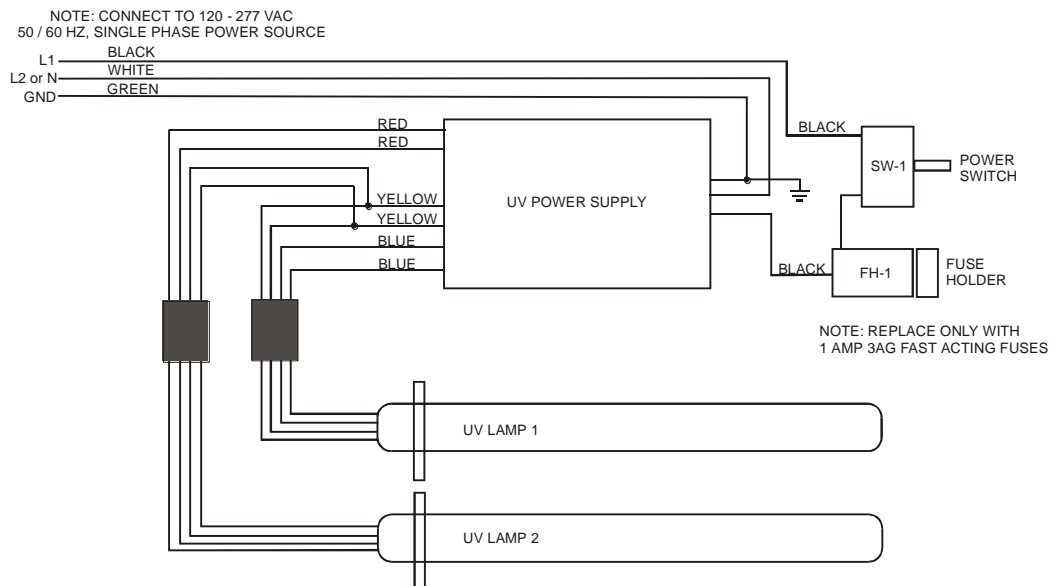 NOTE: CONNECT TO 120 - 277 VAC
50 / 60 HZ, SINGLE PHASE POWER SOURCE
L1
BLACK
L2 or N
WHITE
GND
GREEN
RED
RED
YELLOW
YELLOW
BLUE
BLUE
UV POWER SUPPLY
BLACK
SW-1
POWER
SWITCH
BLACK
FH-1
FUSE
HOLDER
NOTE: REPLACE ONLY WITH
1 AMP 3AG FAST ACTING FUSES
UV LAMP 1
UV LAMP 2